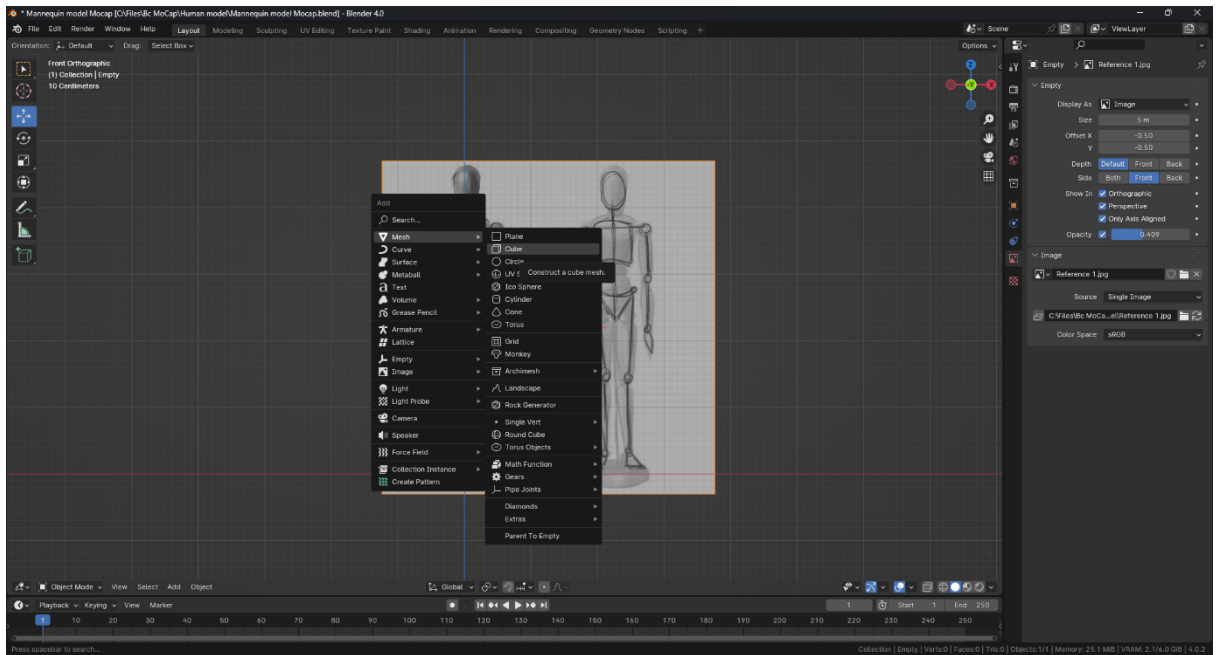 * Mannequin model Mocap [C:\Files\Bc MoCap\Human model\Mannequin model Mocap.blend] - Blender 4.0
File Edit Render Window Help Layout Modeling Sculpting UV Editing Texture Paint Shading Animation Rendering Compositing Geometry Nodes Scripting + Scene ViewLayer
Orientation: Default Drag: Select Box Options
Front Orthographic
(1) Collection | Empty
10 Centimeters
Y
X
Add
Search...
Mesh
Curve
Surface
Metaball
Text
Volume
Grease Pencil
Armature
Lattice
Empty
Image
Light
Light Probe
Camera
Speaker
Force Field
Collection Instance
Create Pattern
Plane
Cube
Circle
UV S
Construct a cube mesh.
Ico Sphere
Cylinder
Cone
Torus
Grid
Monkey
Archimesh
Landscape
Rock Generator
Single Vert
Round Cube
Torus Objects
Math Function
Gears
Pipe Joints
Diamonds
Extras
Parent To Empty
Empty > Reference 1.jpg
Empty
Display As Image
Size 5 m
Offset X -0.50
Y -0.50
Depth Default Front Back
Side Both Front Back
Show In Orthographic
Perspective
Only Axis Aligned
Opacity 0.409
Image
Reference 1.jpg
Source Single Image
C:\Files\Bc MoCa...el\Reference 1.jpg
Color Space sRGB
Object Mode View Select Add Object Global
Playback Keying View Marker 1 Start 1 End 250
1 10 20 30 40 50 60 70 80 90 100 110 120 130 140 150 160 170 180 190 200 210 220 230 240 250
Press spacebar to search... Collection | Empty | Verts:0 | Faces:0 | Tris:0 | Objects:1/1 | Memory: 25.1 MiB | VRAM: 2.1/6.0 GiB | 4.0.2